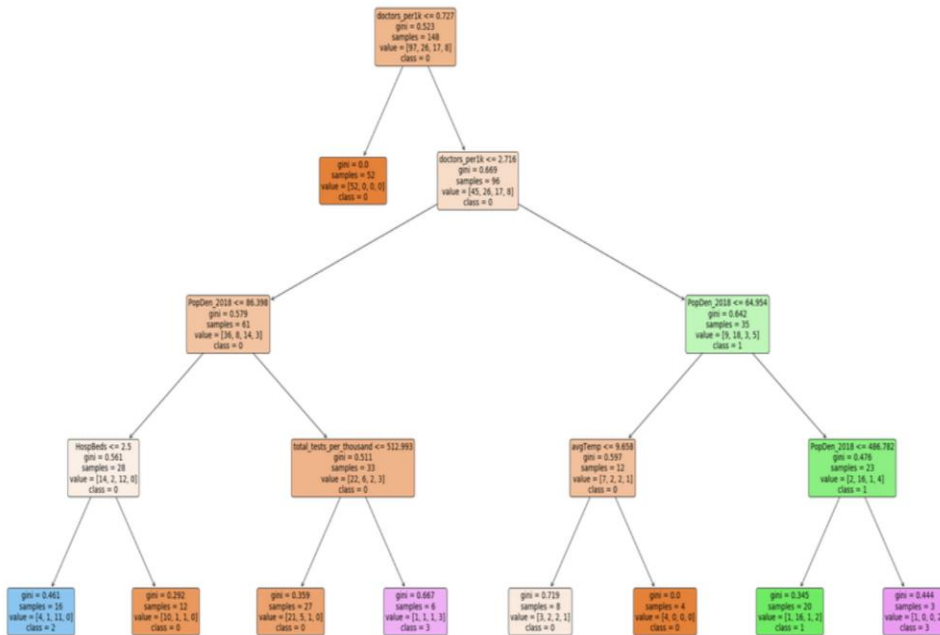 doctors_per1k <= 0.727
gini = 0.523
samples = 148
value = [97, 26, 17, 8]
class = 0
gini = 0.0
samples = 52
value = [52, 0, 0, 0]
class = 0
doctors_per1k <= 2.716
gini = 0.669
samples = 96
value = [45, 26, 17, 8]
class = 0
PopDen_2018 <= 86.398
gini = 0.579
samples = 61
value = [36, 8, 14, 3]
class = 0
PopDen_2018 <= 64.954
gini = 0.642
samples = 35
value = [9, 18, 3, 5]
class = 1
HospBeds <= 2.5
gini = 0.561
samples = 28
value = [14, 2, 12, 0]
class = 0
total_tests_per_thousand <= 512.993
gini = 0.511
samples = 33
value = [22, 6, 2, 3]
class = 0
avgTemp <= 9.658
gini = 0.597
samples = 12
value = [7, 2, 2, 1]
class = 0
PopDen_2018 <= 486.782
gini = 0.476
samples = 23
value = [2, 16, 1, 4]
class = 1
gini = 0.461
samples = 16
value = [4, 1, 11, 0]
class = 2
gini = 0.292
samples = 12
value = [10, 1, 1, 0]
class = 0
gini = 0.359
samples = 27
value = [21, 5, 1, 0]
class = 0
gini = 0.667
samples = 6
value = [1, 1, 1, 3]
class = 3
gini = 0.719
samples = 8
value = [3, 2, 2, 1]
class = 0
gini = 0.0
samples = 4
value = [4, 0, 0, 0]
class = 0
gini = 0.345
samples = 20
value = [1, 16, 1, 2]
class = 1
gini = 0.444
samples = 3
value = [1, 0, 0,
class = 3